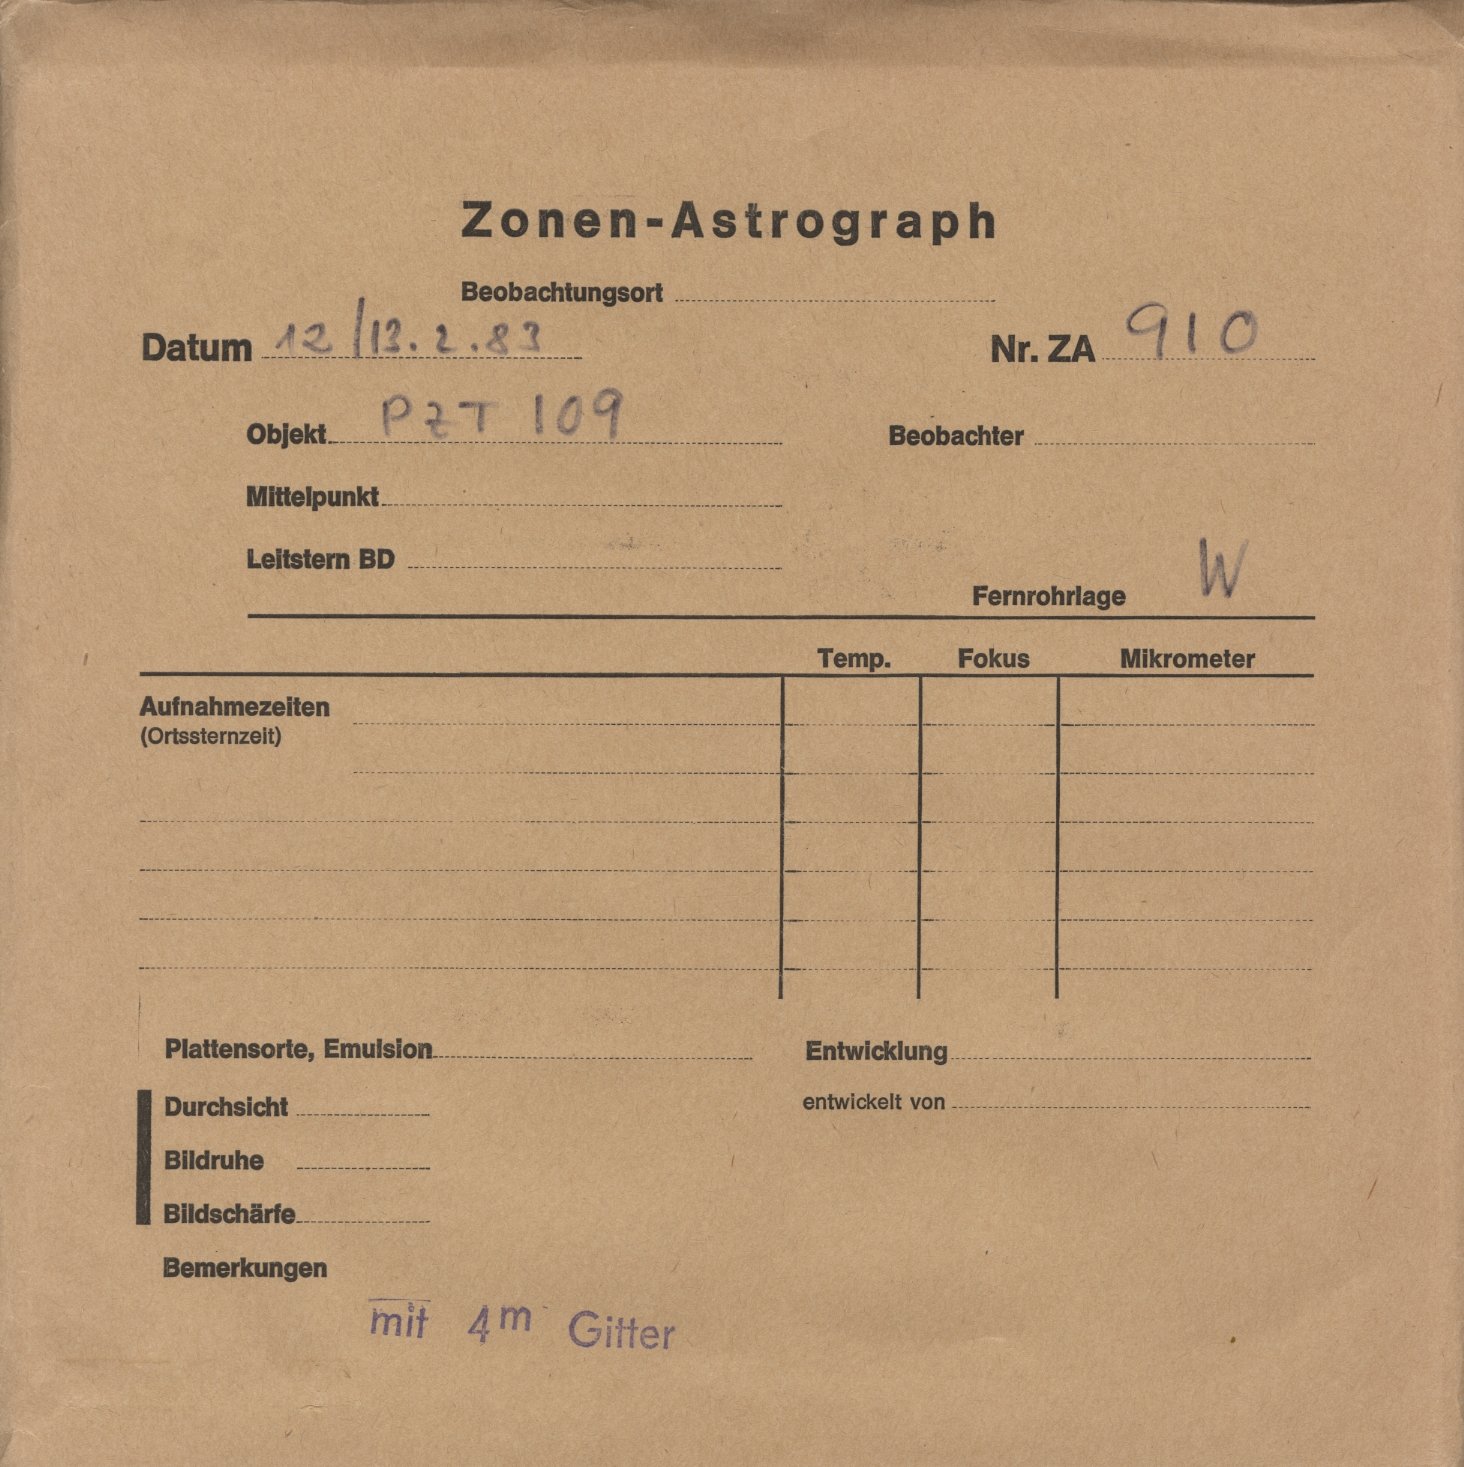 Zonen-Astrograph
Beobachtungsort
Datum 12/13.2.83 Nr. ZA 910
Objekt PZT 109 Beobachter
Mittelpunkt
Leitstern BD
Fernrohrlage W
Temp. Fokus Mikrometer
Aufnahmezeiten
(Ortssternzeit)
Plattensorte, Emulsion Entwicklung
Durchsicht entwickelt von
Bildruhe
Bildschärfe
Bemerkungen
mit 4m Gitter